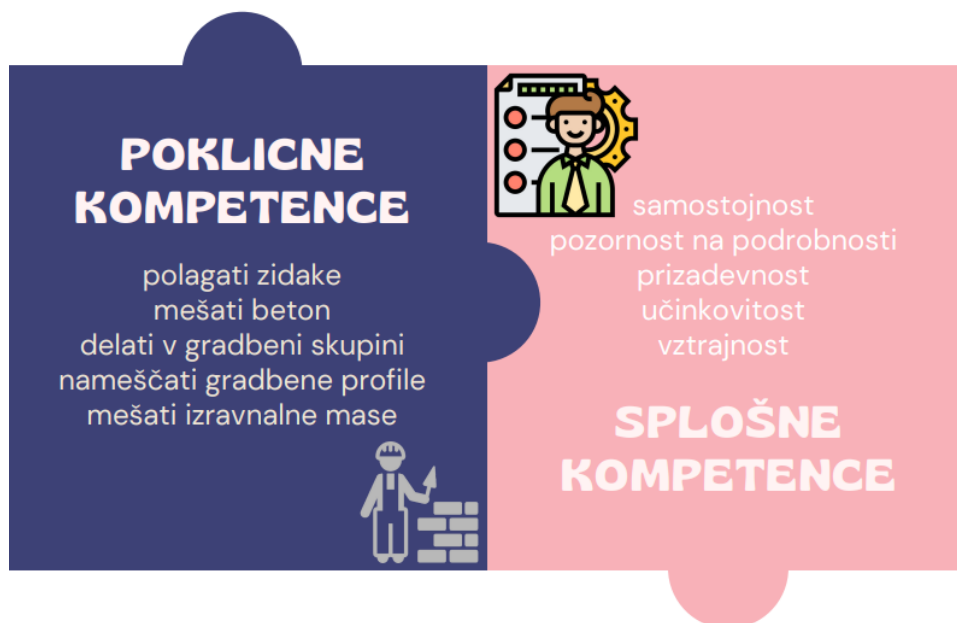 POKLICNE
KOMPETENCE
polagati zidake
mešati beton
delati v gradbeni skupini
nameščati gradbene profile
mešati izravnalne mase
samostojnost
pozornost na podrobnosti
prizadevnost
učinkovitost
vztrajnost
SPLOŠNE
KOMPETENCE